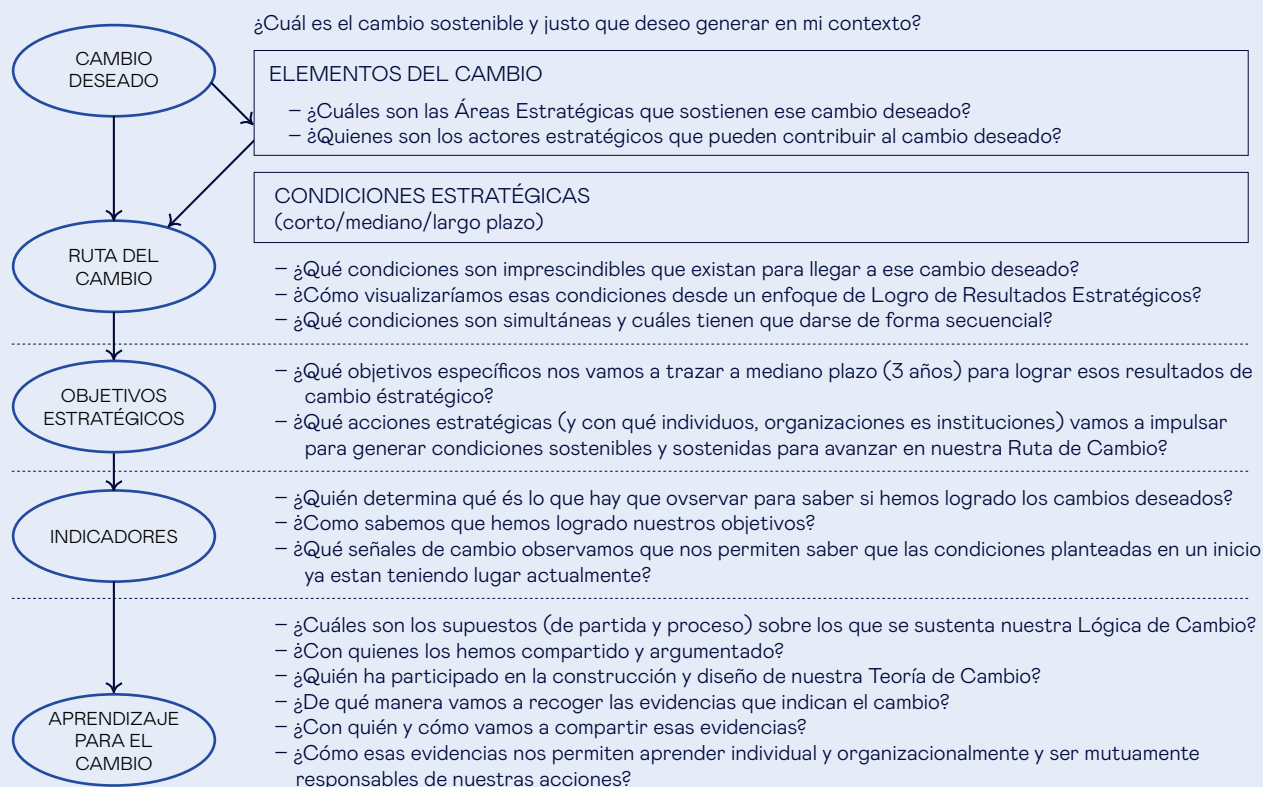 ¿Cuál es el cambio sostenible y justo que deseo generar en mi contexto?
CAMBIO
DESEADO
ELEMENTOS DEL CAMBIO
– ¿Cuáles son las Áreas Estratégicas que sostienen ese cambio deseado?
– ¿Quienes son los actores estratégicos que pueden contribuir al cambio deseado?
CONDICIONES ESTRATÉGICAS
(corto/mediano/largo plazo)
RUTA DEL
CAMBIO
– ¿Qué condiciones son imprescindibles que existan para llegar a ese cambio deseado?
– ¿Cómo visualizaríamos esas condiciones desde un enfoque de Logro de Resultados Estratégicos?
– ¿Qué condiciones son simultáneas y cuáles tienen que darse de forma secuencial?
OBJETIVOS
ESTRATÉGICOS
– ¿Qué objetivos específicos nos vamos a trazar a mediano plazo (3 años) para lograr esos resultados de
cambio éstratégico?
– ¿Qué acciones estratégicas (y con qué individuos, organizaciones es instituciones) vamos a impulsar
para generar condiciones sostenibles y sostenidas para avanzar en nuestra Ruta de Cambio?
INDICADORES
– ¿Quién determina qué és lo que hay que ovservar para saber si hemos logrado los cambios deseados?
– ¿Como sabemos que hemos logrado nuestros objetivos?
– ¿Qué señales de cambio observamos que nos permiten saber que las condiciones planteadas en un inicio
ya estan teniendo lugar actualmente?
APRENDIZAJE
PARA EL
CAMBIO
– ¿Cuáles son los supuestos (de partida y proceso) sobre los que se sustenta nuestra Lógica de Cambio?
– ¿Con quienes los hemos compartido y argumentado?
– ¿Quién ha participado en la construcción y diseño de nuestra Teoría de Cambio?
– ¿De qué manera vamos a recoger las evidencias que indican el cambio?
– ¿Con quién y cómo vamos a compartir esas evidencias?
– ¿Cómo esas evidencias nos permiten aprender individual y organizacionalmente y ser mutuamente
responsables de nuestras acciones?